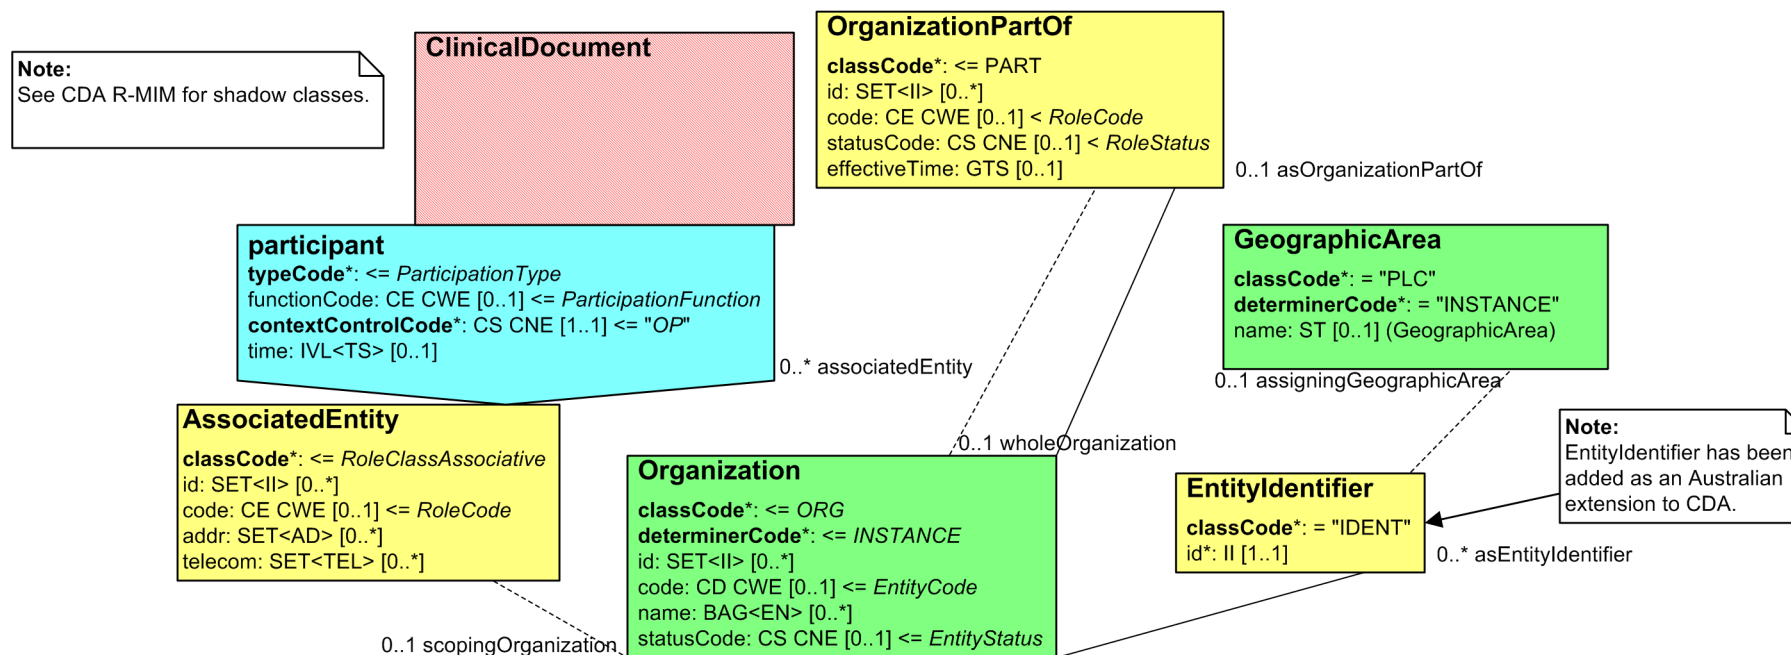 Note:
See CDA R-MIM for shadow classes.
ClinicalDocument
OrganizationPartOf
classCode*: <= PART
id: SET<II> [0..*]
code: CE CWE [0..1] < RoleCode
statusCode: CS CNE [0..1] < RoleStatus
effectiveTime: GTS [0..1]
0..1 asOrganizationPartOf
participant
typeCode*: <= ParticipationType
functionCode: CE CWE [0..1] <= ParticipationFunction
contextControlCode*: CS CNE [1..1] <= "OP"
time: IVL<TS> [0..1]
0..* associatedEntity
GeographicArea
classCode*: = "PLC"
determinerCode*: = "INSTANCE"
name: ST [0..1] (GeographicArea)
0..1 assigningGeographicArea
AssociatedEntity
classCode*: <= RoleClassAssociative
id: SET<II> [0..*]
code: CE CWE [0..1] <= RoleCode
addr: SET<AD> [0..*]
telecom: SET<TEL> [0..*]
0..1 scopingOrganization
0..1 wholeOrganization
Organization
classCode*: <= ORG
determinerCode*: <= INSTANCE
id: SET<II> [0..*]
code: CD CWE [0..1] <= EntityCode
name: BAG<EN> [0..*]
statusCode: CS CNE [0..1] <= EntityStatus
EntityIdentifier
classCode*: = "IDENT"
id*: II [1..1]
0..* asEntityIdentifier
Note:
EntityIdentifier has been
added as an Australian
extension to CDA.